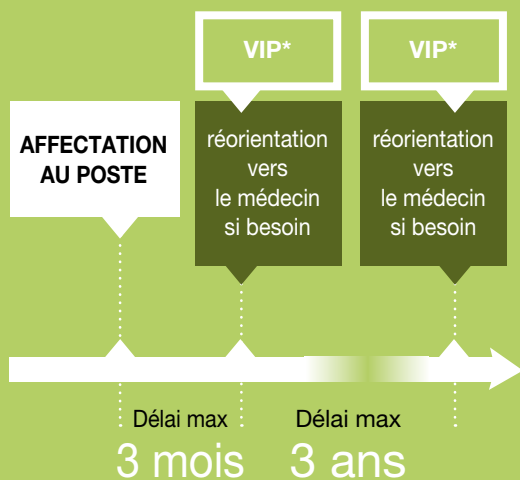 VIP*
VIP*
AFFECTATION
AU POSTE
réorientation
vers
le médecin
si besoin
réorientation
vers
le médecin
si besoin
Délai max
3 mois
Délai max
3 ans